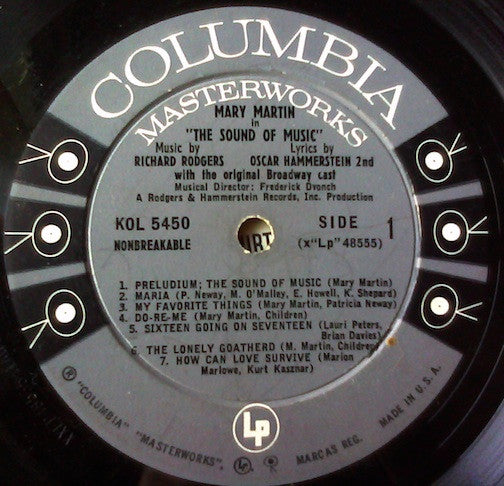 COLUMBIA
MASTERWORKS
MARY MARTIN
in
"THE SOUND OF MUSIC"
Music by Lyrics by
RICHARD RODGERS OSCAR HAMMERSTEIN 2nd
with the original Broadway cast
Musical Director: Frederick Dvonch
A Rodgers & Hammerstein Records, Inc. Production
KOL 5450 SIDE 1
NONBREAKABLE (x"Lp" 48555)
IRT
1. PRELUDIUM; THE SOUND OF MUSIC (Mary Martin)
2. MARIA (P. Neway, M. O'Malley, E. Howell, K. Shepard)
3. MY FAVORITE THINGS (Mary Martin, Patricia Neway)
4. DO-RE-ME (Mary Martin, Children)
5. SIXTEEN GOING ON SEVENTEEN (Lauri Peters,
Brian Davies)
6. THE LONELY GOATHERD (M. Martin, Children)
7. HOW CAN LOVE SURVIVE (Marion
Marlowe, Kurt Kasznar)
Lp
® "COLUMBIA" "MASTERWORKS" MARCAS REG. MADE IN U.S.A.